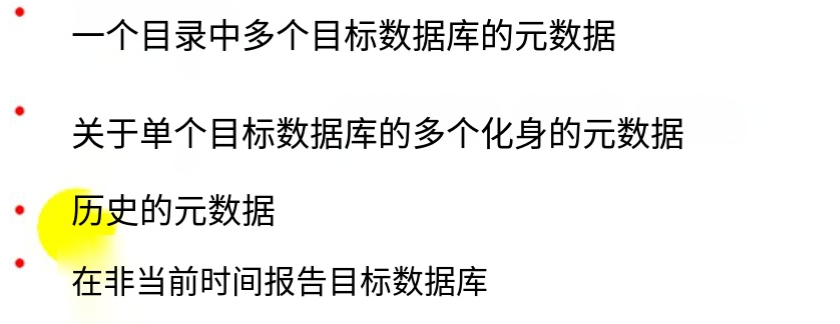 一个目录中多个目标数据库的元数据
关于单个目标数据库的多个化身的元数据
历史的元数据
在非当前时间报告目标数据库